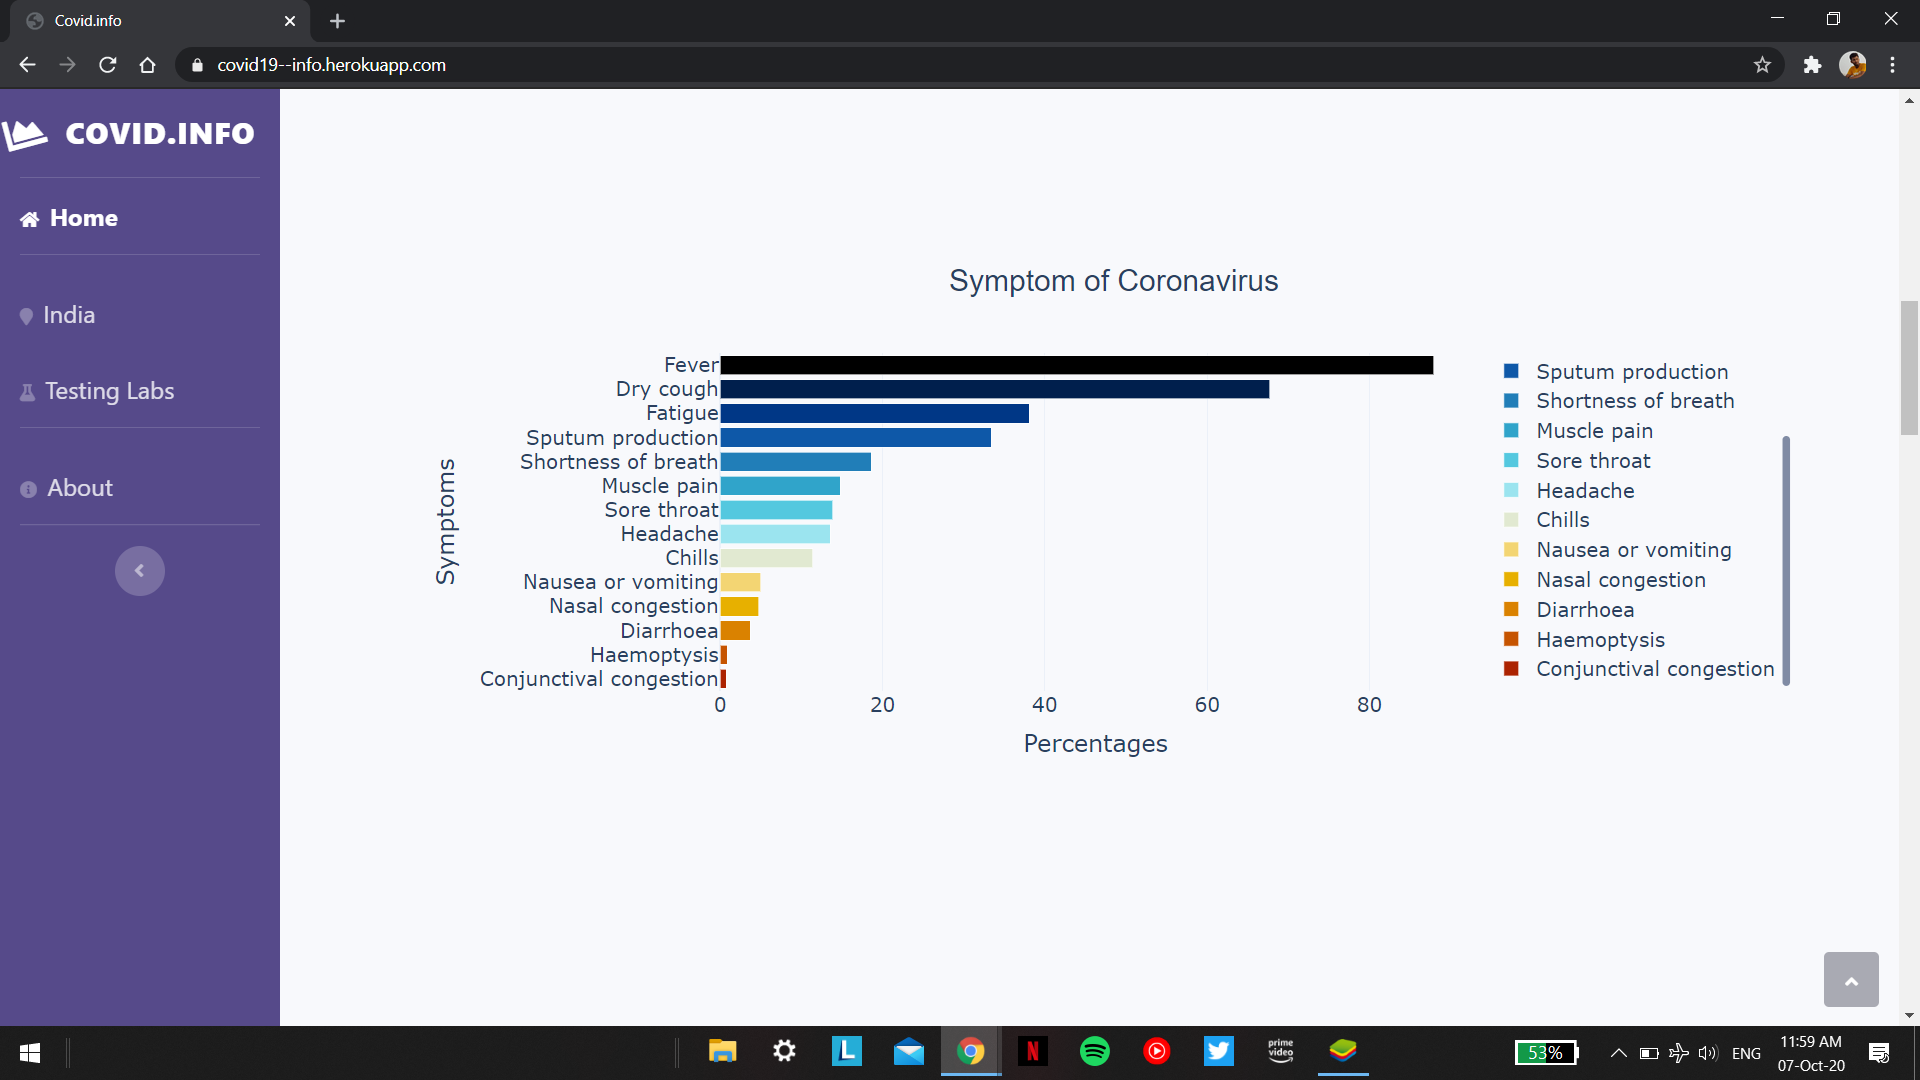 Covid.info
covid19--info.herokuapp.com
COVID.INFO
Home
India
Testing Labs
About
Symptom of Coronavirus
Symptoms
Fever
Dry cough
Fatigue
Sputum production
Shortness of breath
Muscle pain
Sore throat
Headache
Chills
Nausea or vomiting
Nasal congestion
Diarrhoea
Haemoptysis
Conjunctival congestion
0 20 40 60 80
Percentages
Sputum production
Shortness of breath
Muscle pain
Sore throat
Headache
Chills
Nausea or vomiting
Nasal congestion
Diarrhoea
Haemoptysis
Conjunctival congestion
L
N
prime
video
53%
ENG
11:59 AM
07-Oct-20